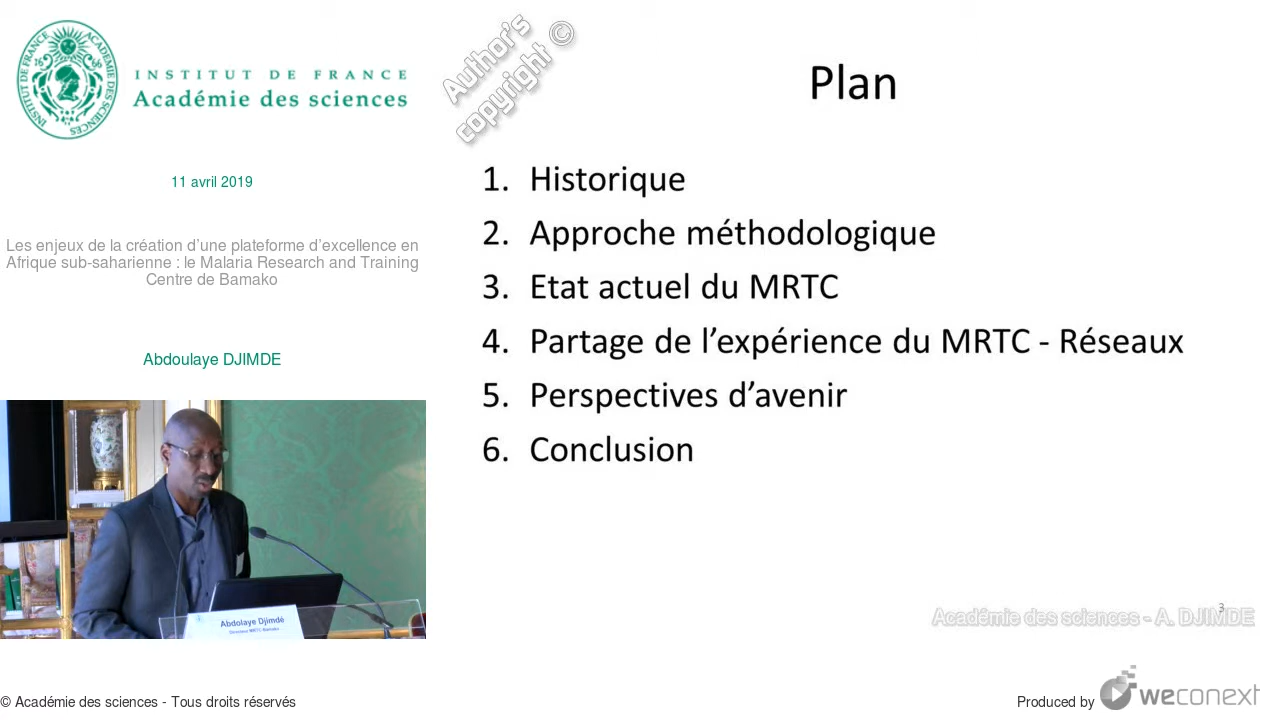 INSTITUT DE FRANCE
Académie des sciences
11 avril 2019
Les enjeux de la création d’une plateforme d’excellence en
Afrique sub-saharienne : le Malaria Research and Training
Centre de Bamako
Abdoulaye DJIMDE
Abdolaye Djimdé
Directeur MRTC Bamako
Author's
copyright ©
Plan
1. Historique
2. Approche méthodologique
3. Etat actuel du MRTC
4. Partage de l’expérience du MRTC - Réseaux
5. Perspectives d’avenir
6. Conclusion
3
Académie des sciences - A. DJIMDE
© Académie des sciences - Tous droits réservés
Produced by weconext